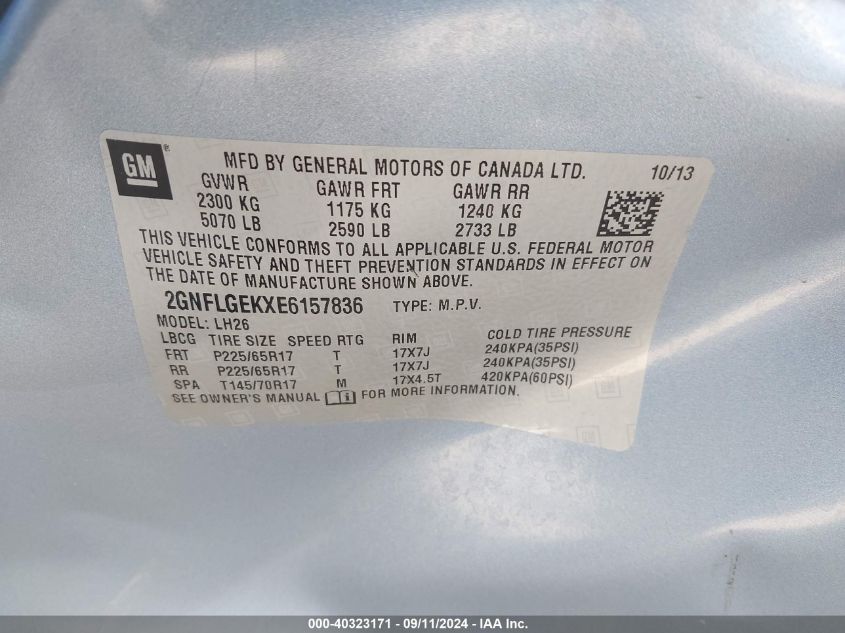 GM ®
MFD BY GENERAL MOTORS OF CANADA LTD. 10/13
GVWR GAWR FRT GAWR RR
2300 KG 1175 KG 1240 KG
5070 LB 2590 LB 2733 LB
THIS VEHICLE CONFORMS TO ALL APPLICABLE U.S. FEDERAL MOTOR
VEHICLE SAFETY AND THEFT PREVENTION STANDARDS IN EFFECT ON
THE DATE OF MANUFACTURE SHOWN ABOVE.
2GNFLGEKXE6157836 TYPE: M.P.V.
MODEL: LH26
LBCG TIRE SIZE SPEED RTG RIM COLD TIRE PRESSURE
FRT P225/65R17 T 17X7J 240KPA(35PSI)
RR P225/65R17 T 17X7J 240KPA(35PSI)
SPA T145/70R17 M 17X4.5T 420KPA(60PSI)
SEE OWNER'S MANUAL FOR MORE INFORMATION.
000-40323171 - 09/11/2024 - IAA Inc.